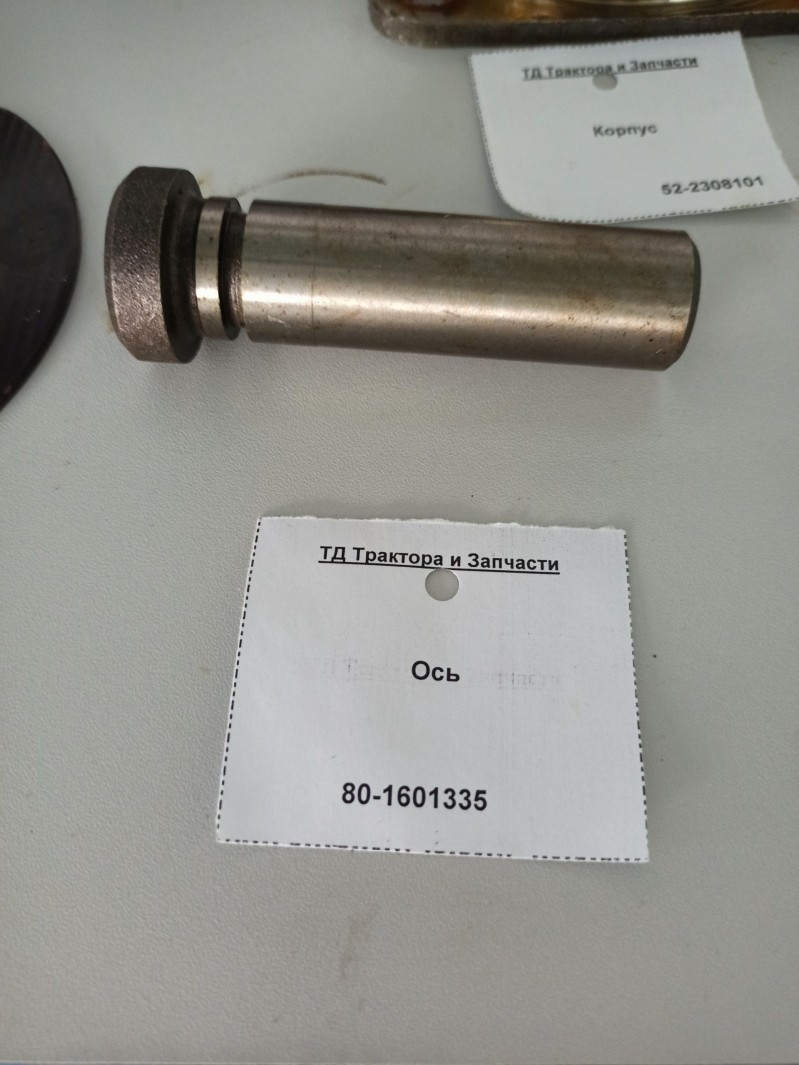 ТД Трактора и Запчасти
Корпус
52-2308101
ТД Трактора и Запчасти
Ось
80-1601335